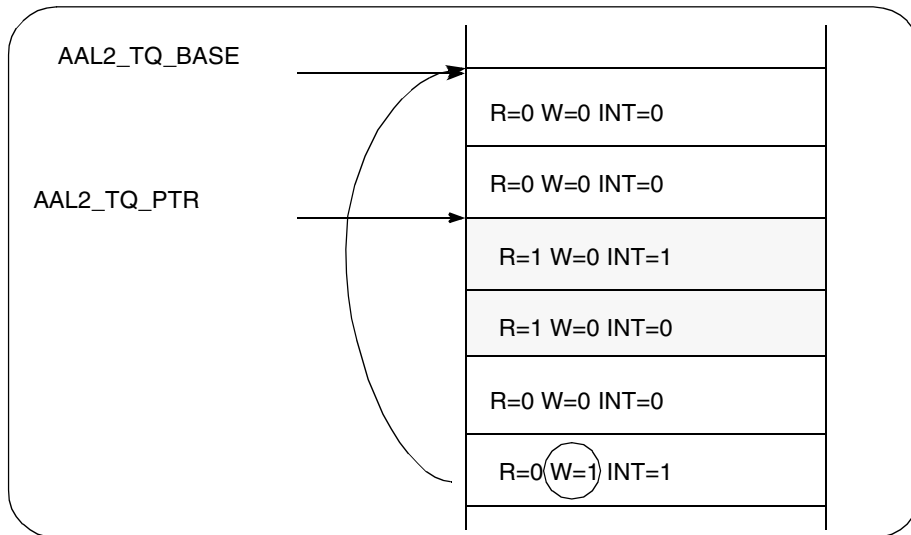 AAL2_TQ_BASE
R=0 W=0 INT=0
R=0 W=0 INT=0
AAL2_TQ_PTR
R=1 W=0 INT=1
R=1 W=0 INT=0
R=0 W=0 INT=0
R=0 W=1 INT=1